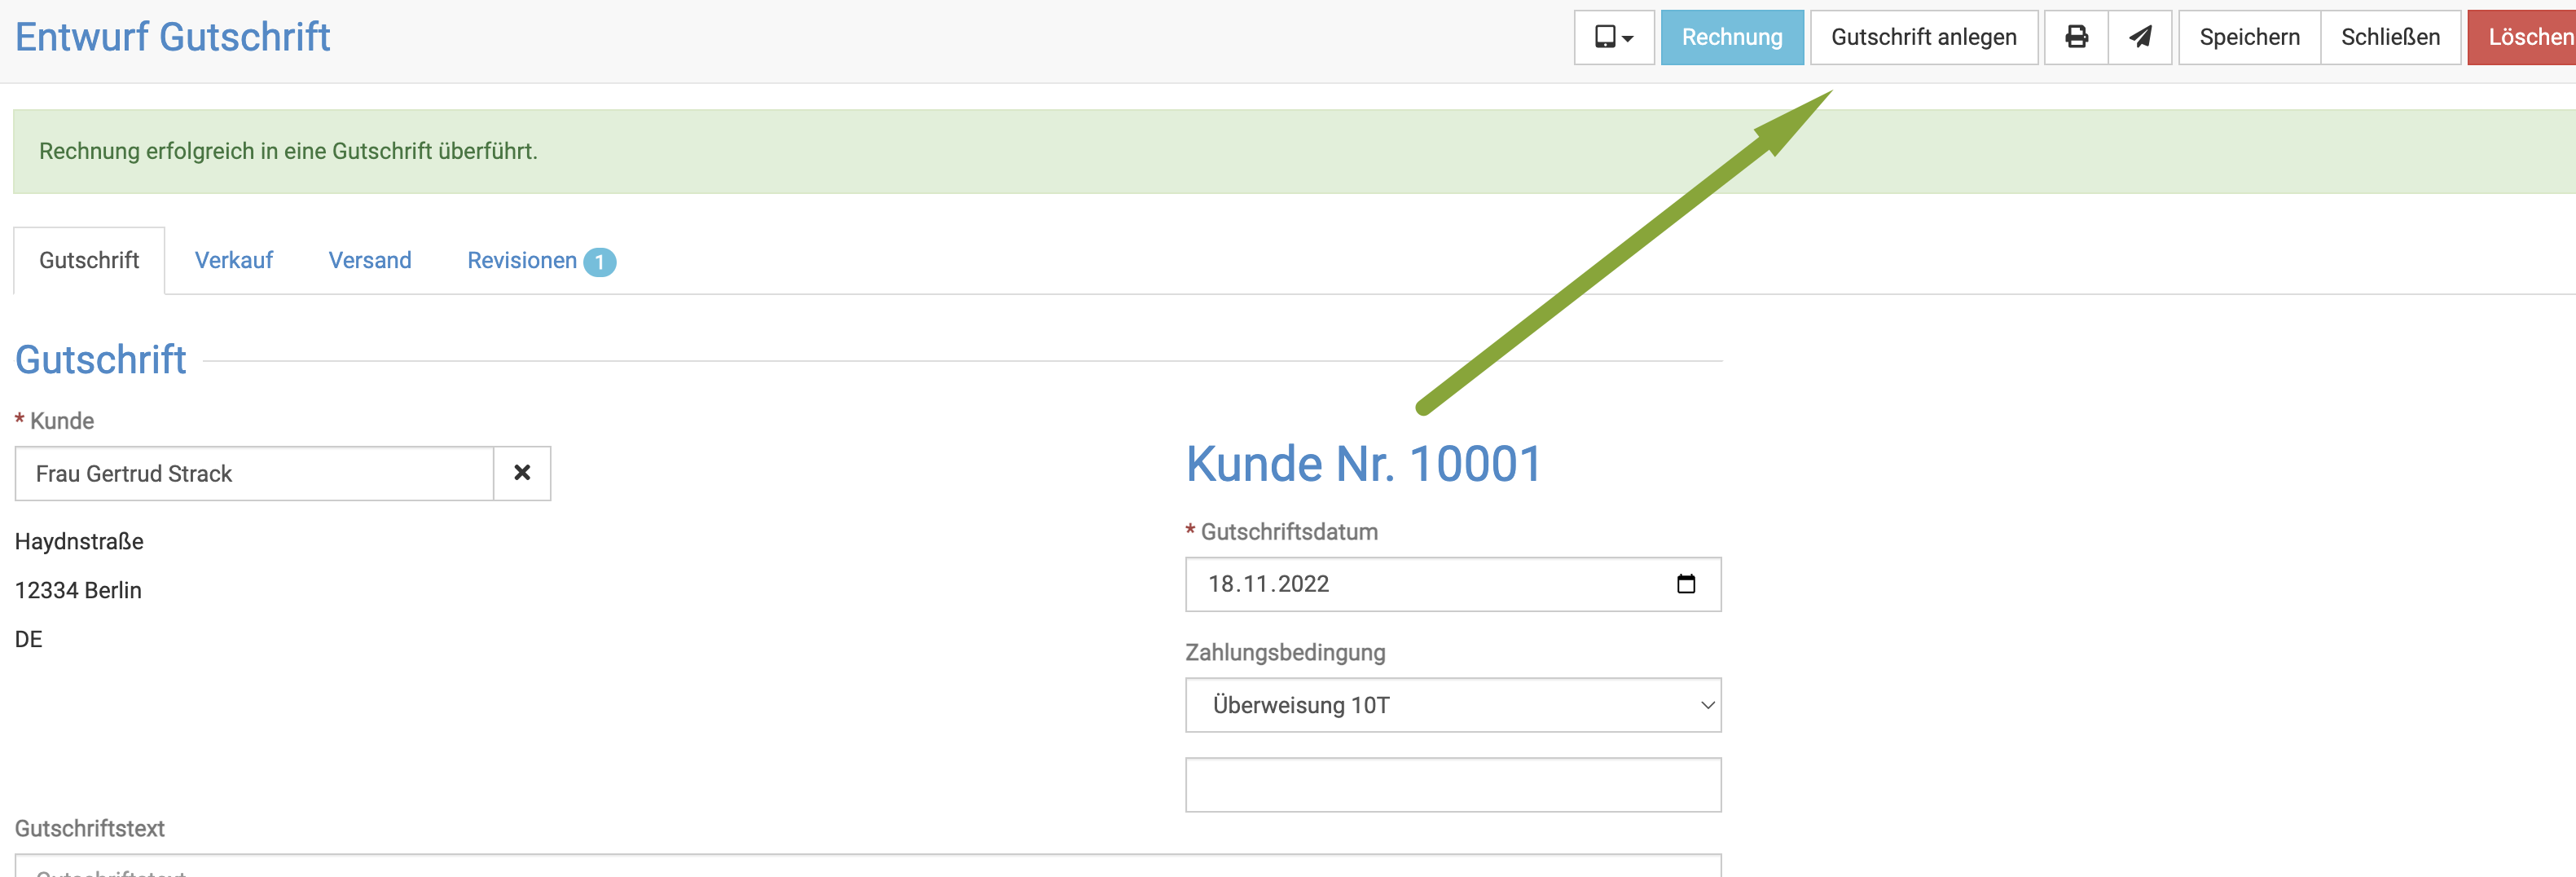 Entwurf Gutschrift
Rechnung
Gutschrift anlegen
Speichern
Schließen
Löschen
Rechnung erfolgreich in eine Gutschrift überführt.
Gutschrift
Verkauf
Versand
Revisionen 1
Gutschrift
* Kunde
Frau Gertrud Strack
Haydnstraße
12334 Berlin
DE
Kunde Nr. 10001
* Gutschriftsdatum
18.11.2022
Zahlungsbedingung
Überweisung 10T
Gutschriftstext
Gutschriftstext